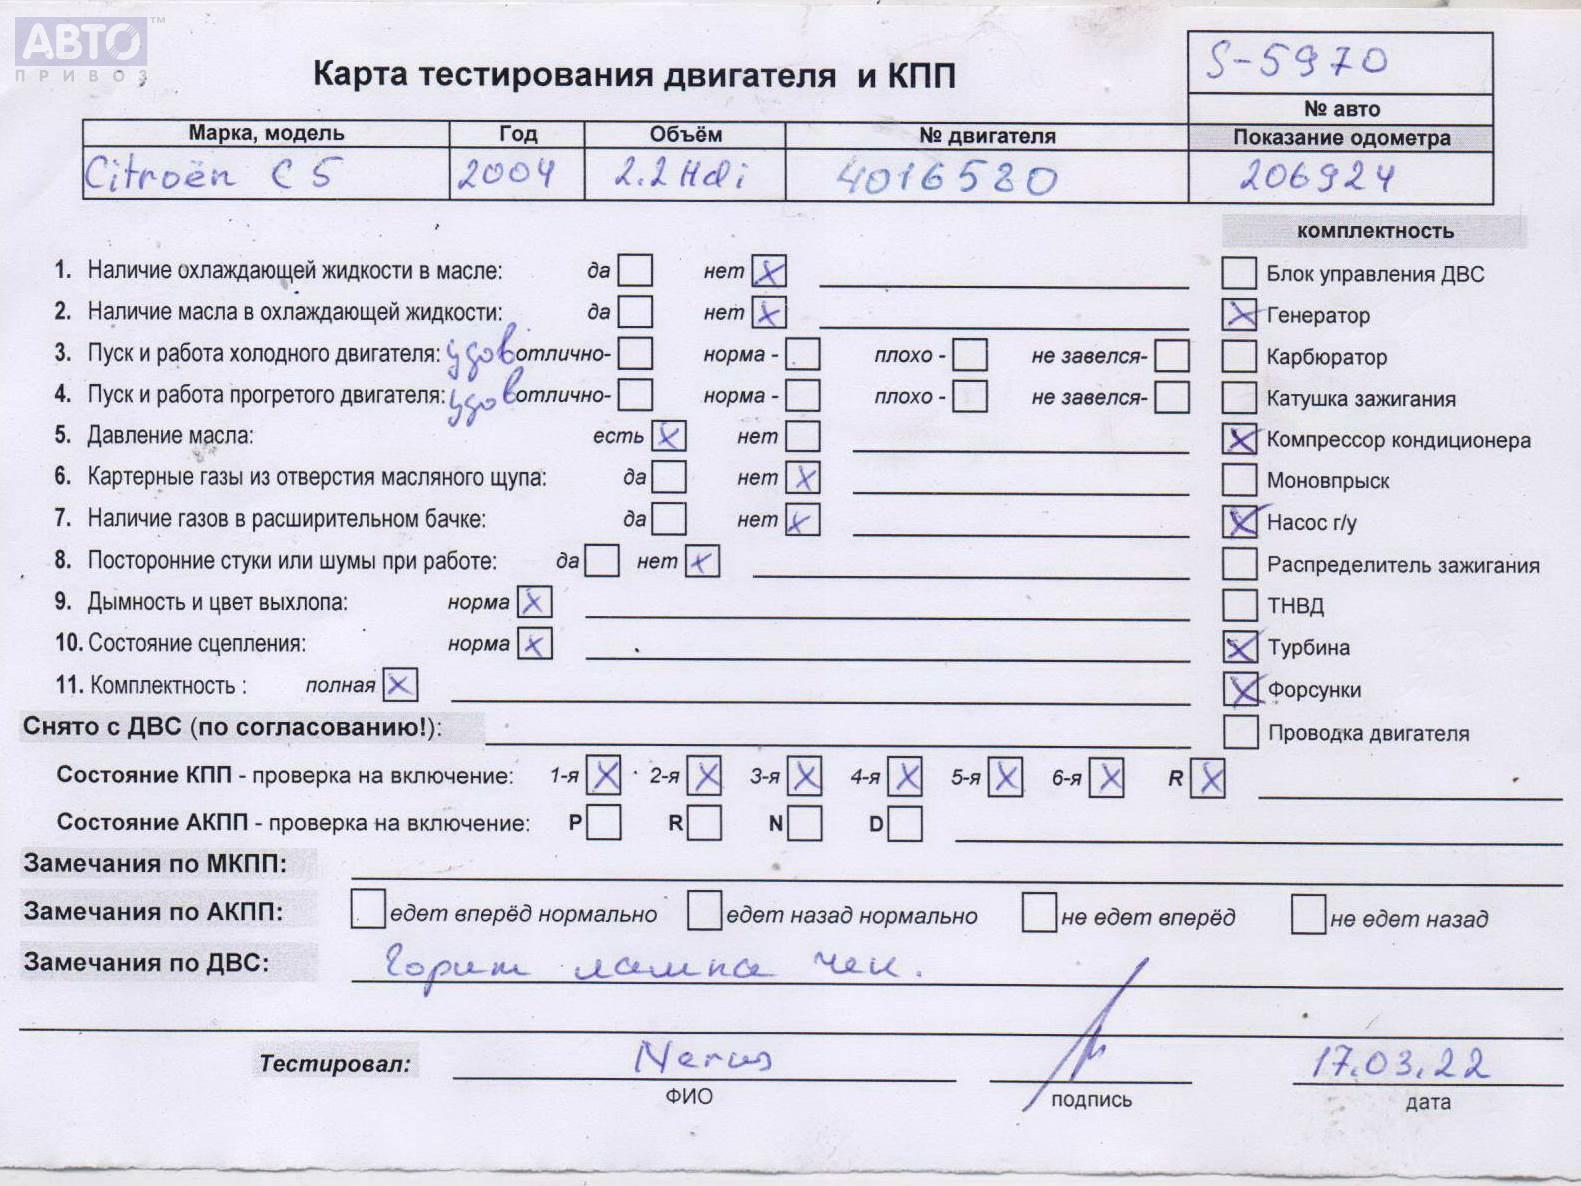 АВТО™
ПРИВОЗ
Карта тестирования двигателя и КПП
S-5970
№ авто
Марка, модель Год Объём № двигателя Показание одометра
Citroën C5 2004 2.2 Hdi 4016580 206924
комплектность
1. Наличие охлаждающей жидкости в масле: да нет X
Блок управления ДВС
2. Наличие масла в охлаждающей жидкости: да нет X
X Генератор
3. Пуск и работа холодного двигателя: удов отлично- норма - плохо - не завелся-
Карбюратор
4. Пуск и работа прогретого двигателя: удов отлично- норма - плохо - не завелся-
Катушка зажигания
5. Давление масла: есть X нет
X Компрессор кондиционера
6. Картерные газы из отверстия масляного щупа: да нет X
Моновпрыск
7. Наличие газов в расширительном бачке: да нет X
X Насос г/у
8. Посторонние стуки или шумы при работе: да нет X
Распределитель зажигания
9. Дымность и цвет выхлопа: норма X
ТНВД
10. Состояние сцепления: норма X
X Турбина
11. Комплектность : полная X
X Форсунки
Снято с ДВС (по согласованию!):
Проводка двигателя
Состояние КПП - проверка на включение: 1-я X 2-я X 3-я X 4-я X 5-я X 6-я X R X
Состояние АКПП - проверка на включение: P R N D
Замечания по МКПП:
Замечания по АКПП: едет вперёд нормально едет назад нормально не едет вперёд не едет назад
Замечания по ДВС: Горит лампа чек.
Тестировал: 17.03.22
ФИО подпись дата